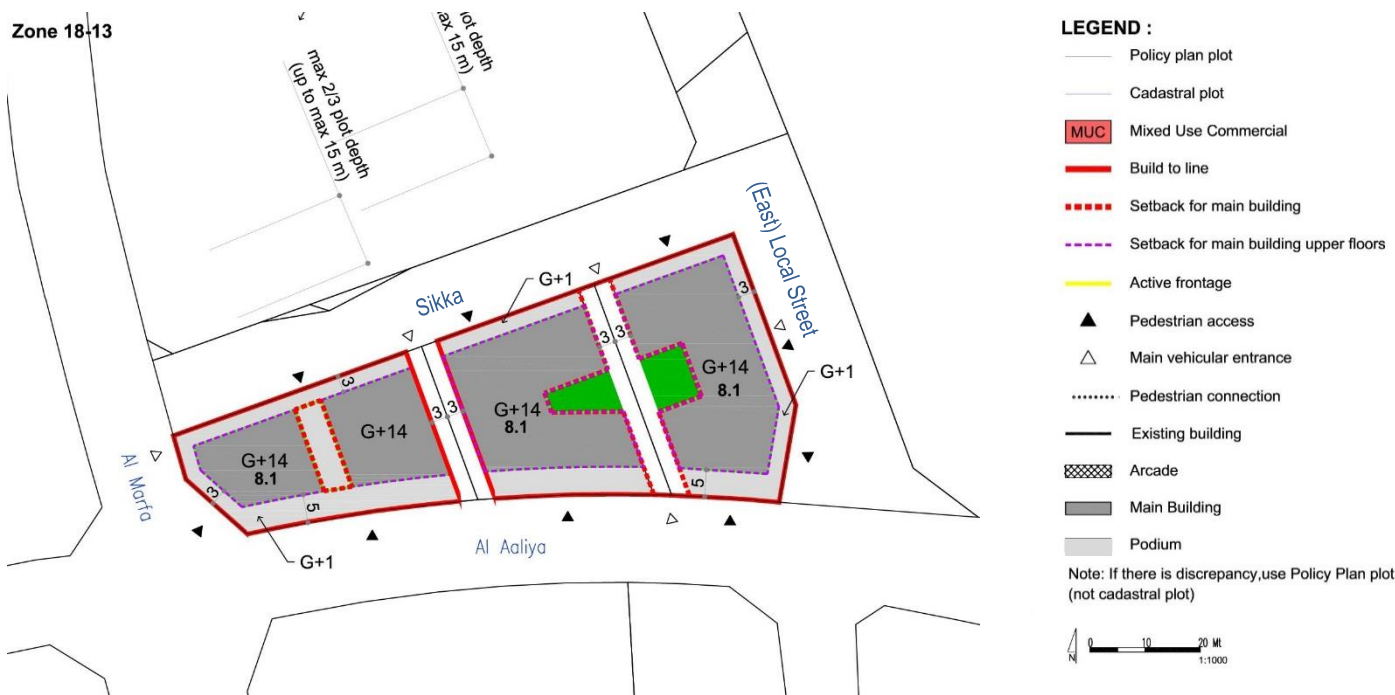 Zone 18-13
max 2/3 plot depth
(up to max 15 m)
lot depth
ax 15 m)
Sikka
G+1
(East) Local Street
3
3
3
3
3
3
3
G+14
8.1
G+14
8.1
G+14
G+14
8.1
G+1
Al Marfa
5
5
G+1
Al Aaliya
LEGEND :
Policy plan plot
Cadastral plot
MUC Mixed Use Commercial
Build to line
Setback for main building
Setback for main building upper floors
Active frontage
Pedestrian access
Main vehicular entrance
Pedestrian connection
Existing building
Arcade
Main Building
Podium
Note: If there is discrepancy,use Policy Plan plot
(not cadastral plot)
N
0 10 20 Mt
1:1000